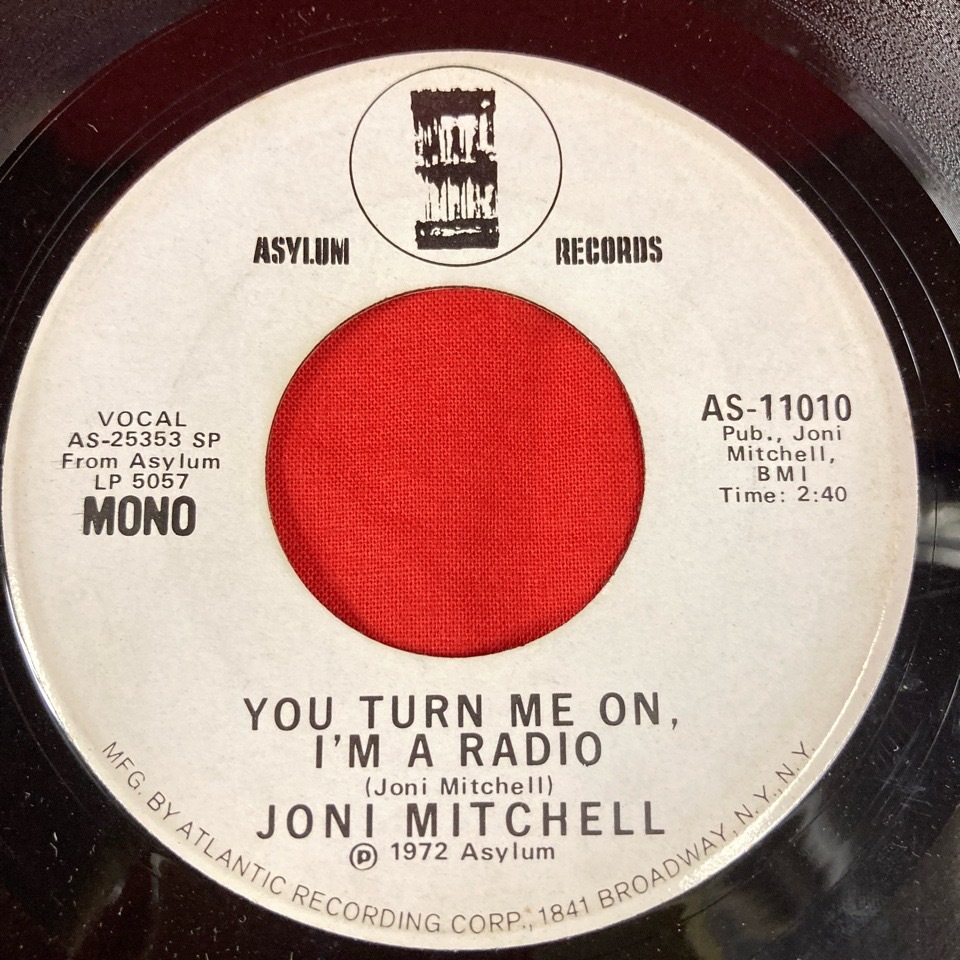 ASYLUM RECORDS
VOCAL
AS-25353 SP
From Asylum
LP 5057
MONO
AS-11010
Pub., Joni
Mitchell,
BMI
Time: 2:40
YOU TURN ME ON,
I'M A RADIO
(Joni Mitchell)
JONI MITCHELL
Ⓟ 1972 Asylum
MFG. BY ATLANTIC RECORDING CORP., 1841 BROADWAY, N.Y., N.Y.